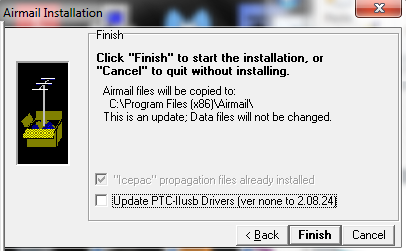 Airmail Installation
Finish
Click "Finish" to start the installation, or
"Cancel" to quit without installing.
Airmail files will be copied to:
C:\Program Files (x86)\Airmail\
This is an update; Data files will not be changed.
"Icepac" propagation files already installed
Update PTC-IIusb Drivers (ver none to 2.08.24)
< Back
Finish
Cancel